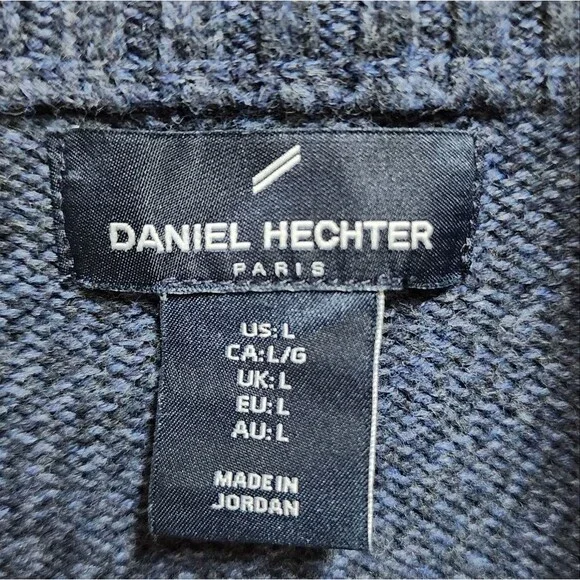 DANIEL HECHTER
PARIS
US: L
CA: L/G
UK: L
EU: L
AU: L
MADE IN
JORDAN